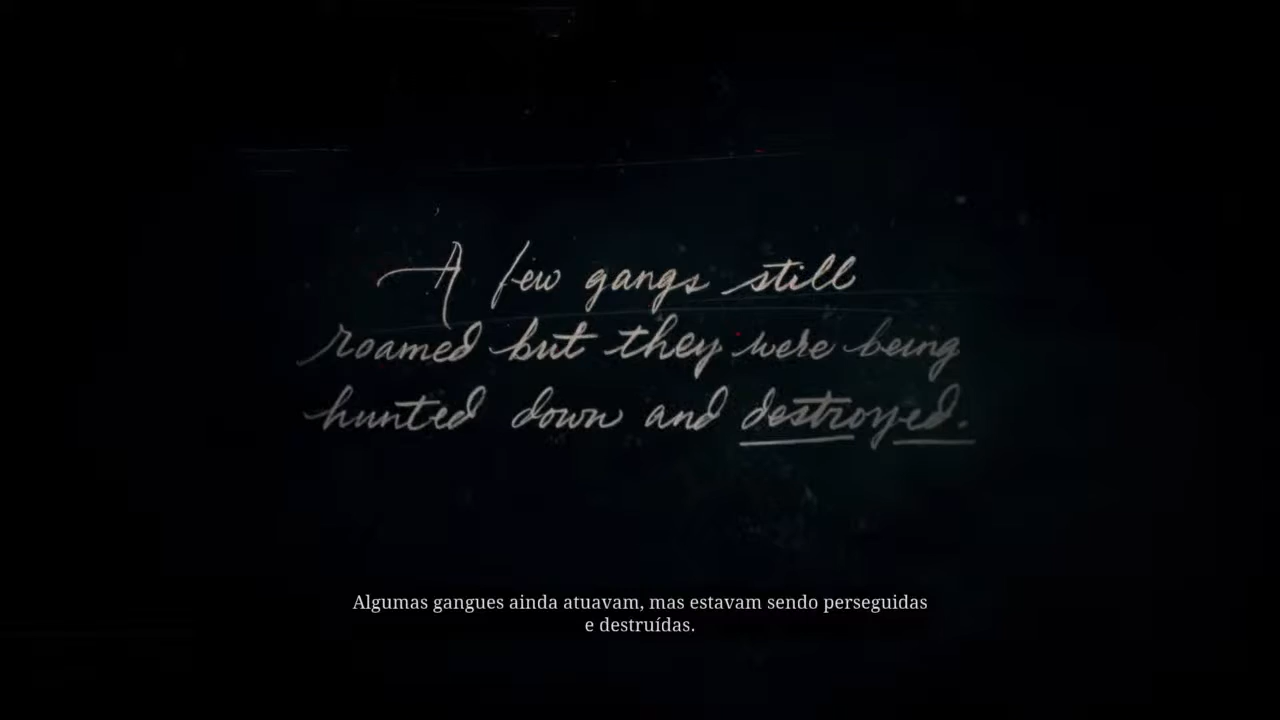 A few gangs still
roamed but they were being
hunted down and destroyed.
Algumas gangues ainda atuavam, mas estavam sendo perseguidas
e destruídas.